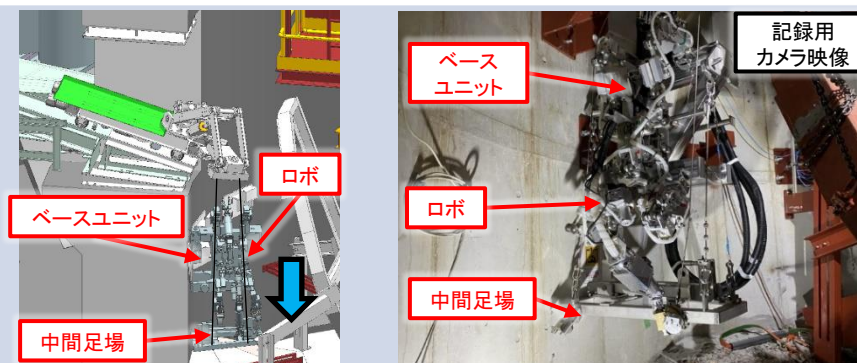 ロボ
ベースユニット
中間足場
記録用
カメラ映像
ベース
ユニット
ロボ
中間足場